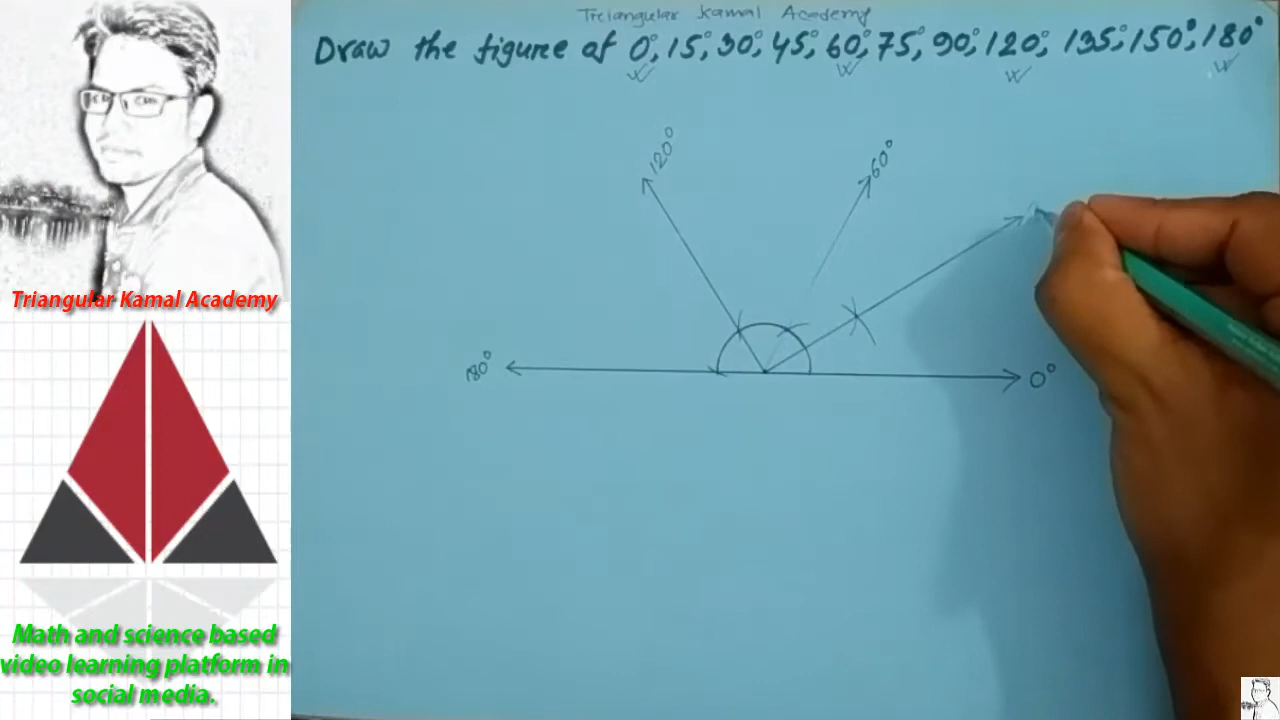 Treiangular Kamal Academy
Draw the figure of 0°, 15°, 30°, 45°, 60°, 75°, 90°, 120°, 135°, 150°, 180°
120°
60°
180°
0°
Triangular Kamal Academy
Math and science based
video learning platform in
social media.